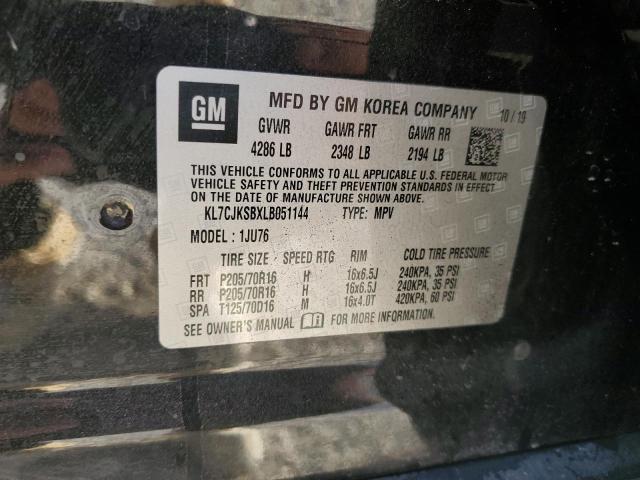 GM
MFD BY GM KOREA COMPANY 10/19
GVWR GAWR FRT GAWR RR
4286 LB 2348 LB 2194 LB
THIS VEHICLE CONFORMS TO ALL APPLICABLE U.S. FEDERAL MOTOR
VEHICLE SAFETY AND THEFT PREVENTION STANDARDS IN EFFECT
ON THE DATE OF MANUFACTURE SHOWN ABOVE.
KL7CJKSBXLB051144 TYPE: MPV
MODEL : 1JU76
TIRE SIZE SPEED RTG RIM COLD TIRE PRESSURE
FRT P205/70R16 H 16x6.5J 240KPA, 35 PSI
RR P205/70R16 H 16x6.5J 240KPA, 35 PSI
SPA T125/70D16 M 16x4.0T 420KPA, 60 PSI
SEE OWNER'S MANUAL FOR MORE INFORMATION.